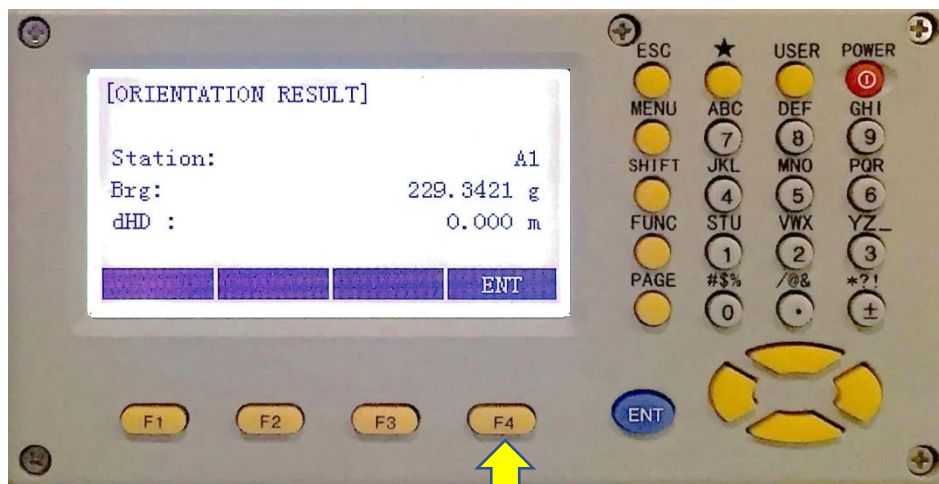 [ORIENTATION RESULT]
Station: A1
Brg: 229.3421 g
dHD : 0.000 m
ENT
F1 F2 F3 F4
ESC ★ USER POWER
MENU ABC DEF GHI
7 8 9
SHIFT JKL MNO PQR
4 5 6
FUNC STU VWX YZ_
1 2 3
PAGE #$% /@& *?!
0 • ±
ENT